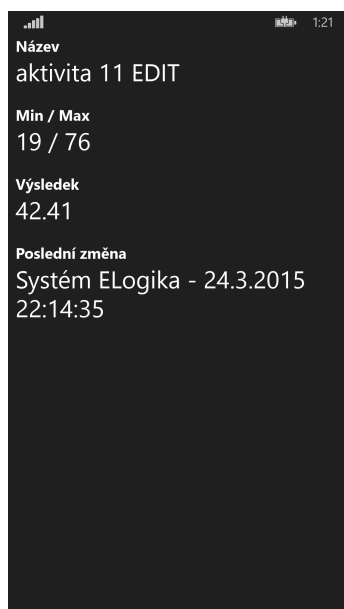 1:21
Název
aktivita 11 EDIT
Min / Max
19 / 76
Výsledek
42.41
Poslední změna
Systém ELogika - 24.3.2015
22:14:35